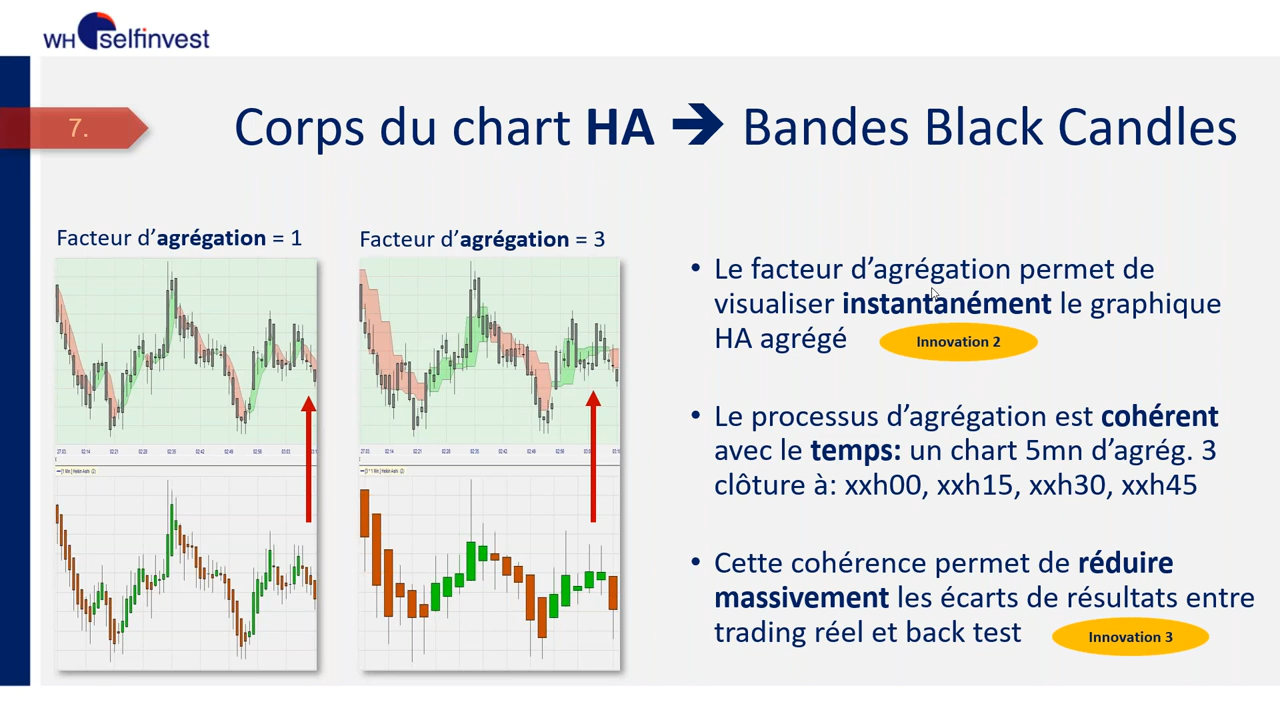 WH selfinvest
7.
Corps du chart HA ➔ Bandes Black Candles
Facteur d’agrégation = 1
Facteur d’agrégation = 3
• Le facteur d’agrégation permet de
visualiser instantanément le graphique
HA agrégé
Innovation 2
• Le processus d’agrégation est cohérent
avec le temps: un chart 5mn d’agrég. 3
clôture à: xxh00, xxh15, xxh30, xxh45
• Cette cohérence permet de réduire
massivement les écarts de résultats entre
trading réel et back test
Innovation 3